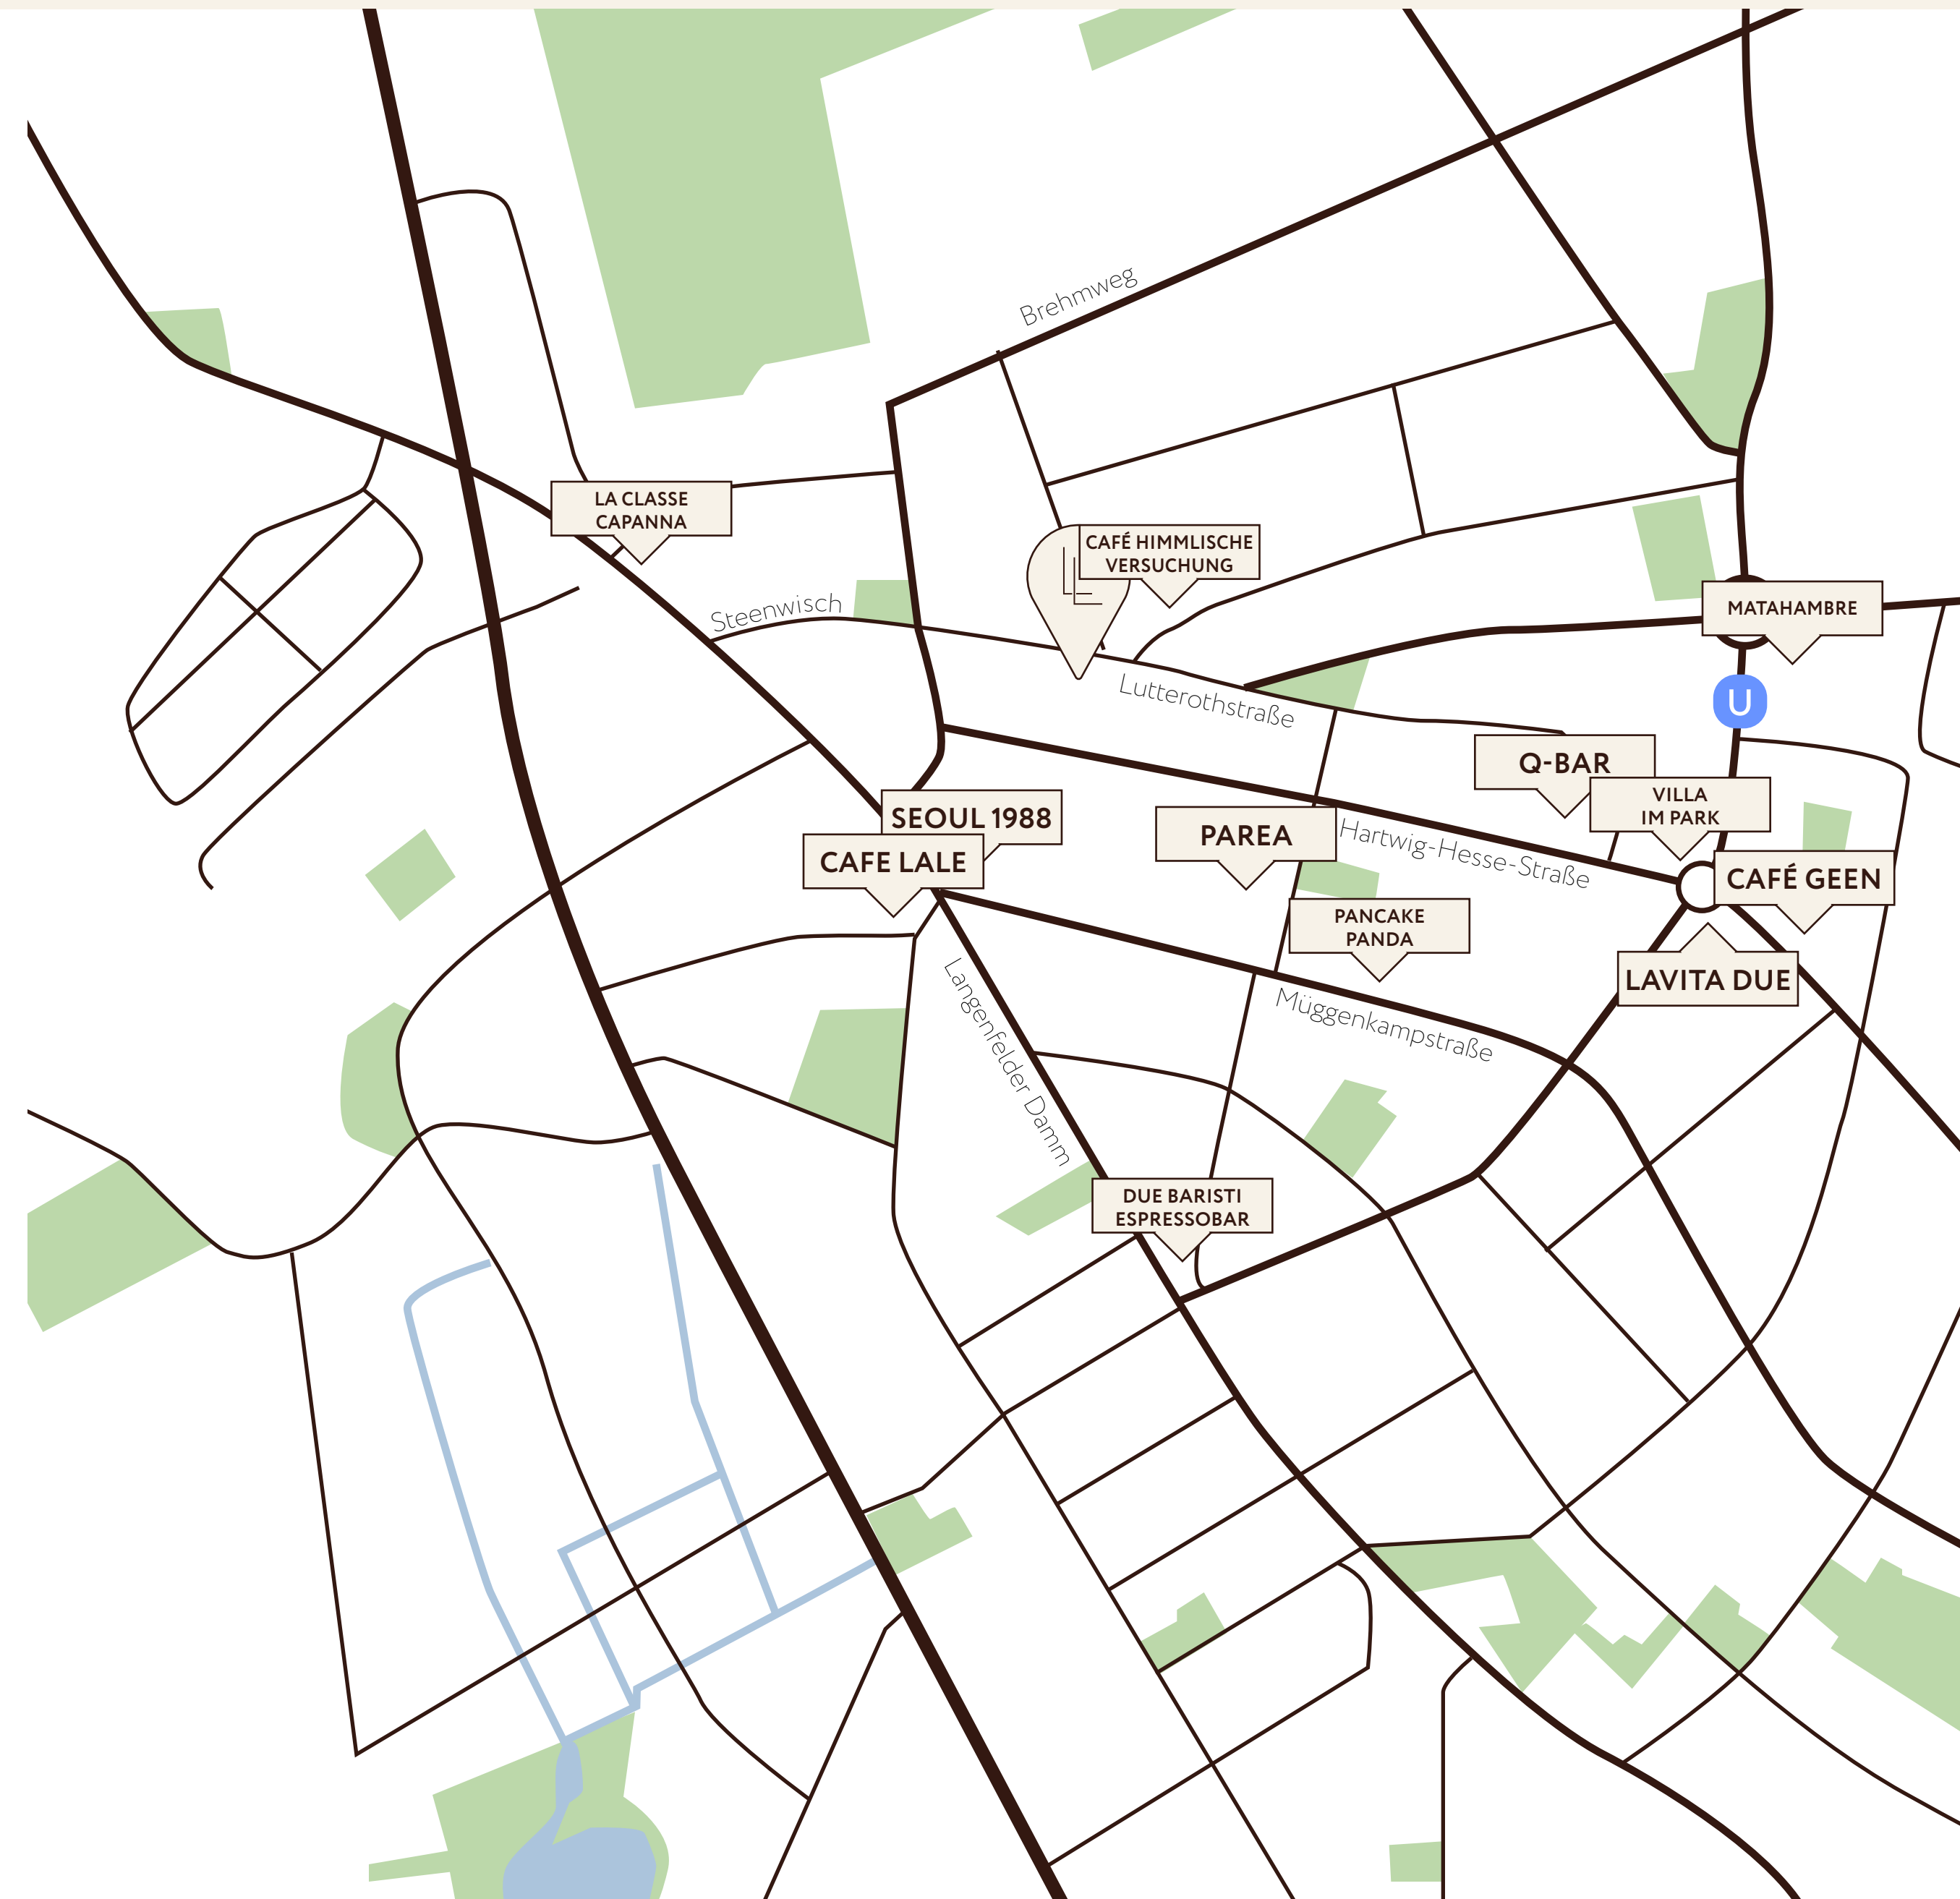 Brehmweg
LA CLASSE
CAPANNA
CAFÉ HIMMLISCHE
VERSUCHUNG
Steenwisch
MATAHAMBRE
Lutterothstraße
U
Q-BAR
VILLA
IM PARK
SEOUL 1988
CAFE LALE
PAREA
Hartwig-Hesse-Straße
CAFÉ GEEN
PANCAKE
PANDA
LAVITA DUE
Langenfelder Damm
Müggenkampstraße
DUE BARISTI
ESPRESSOBAR